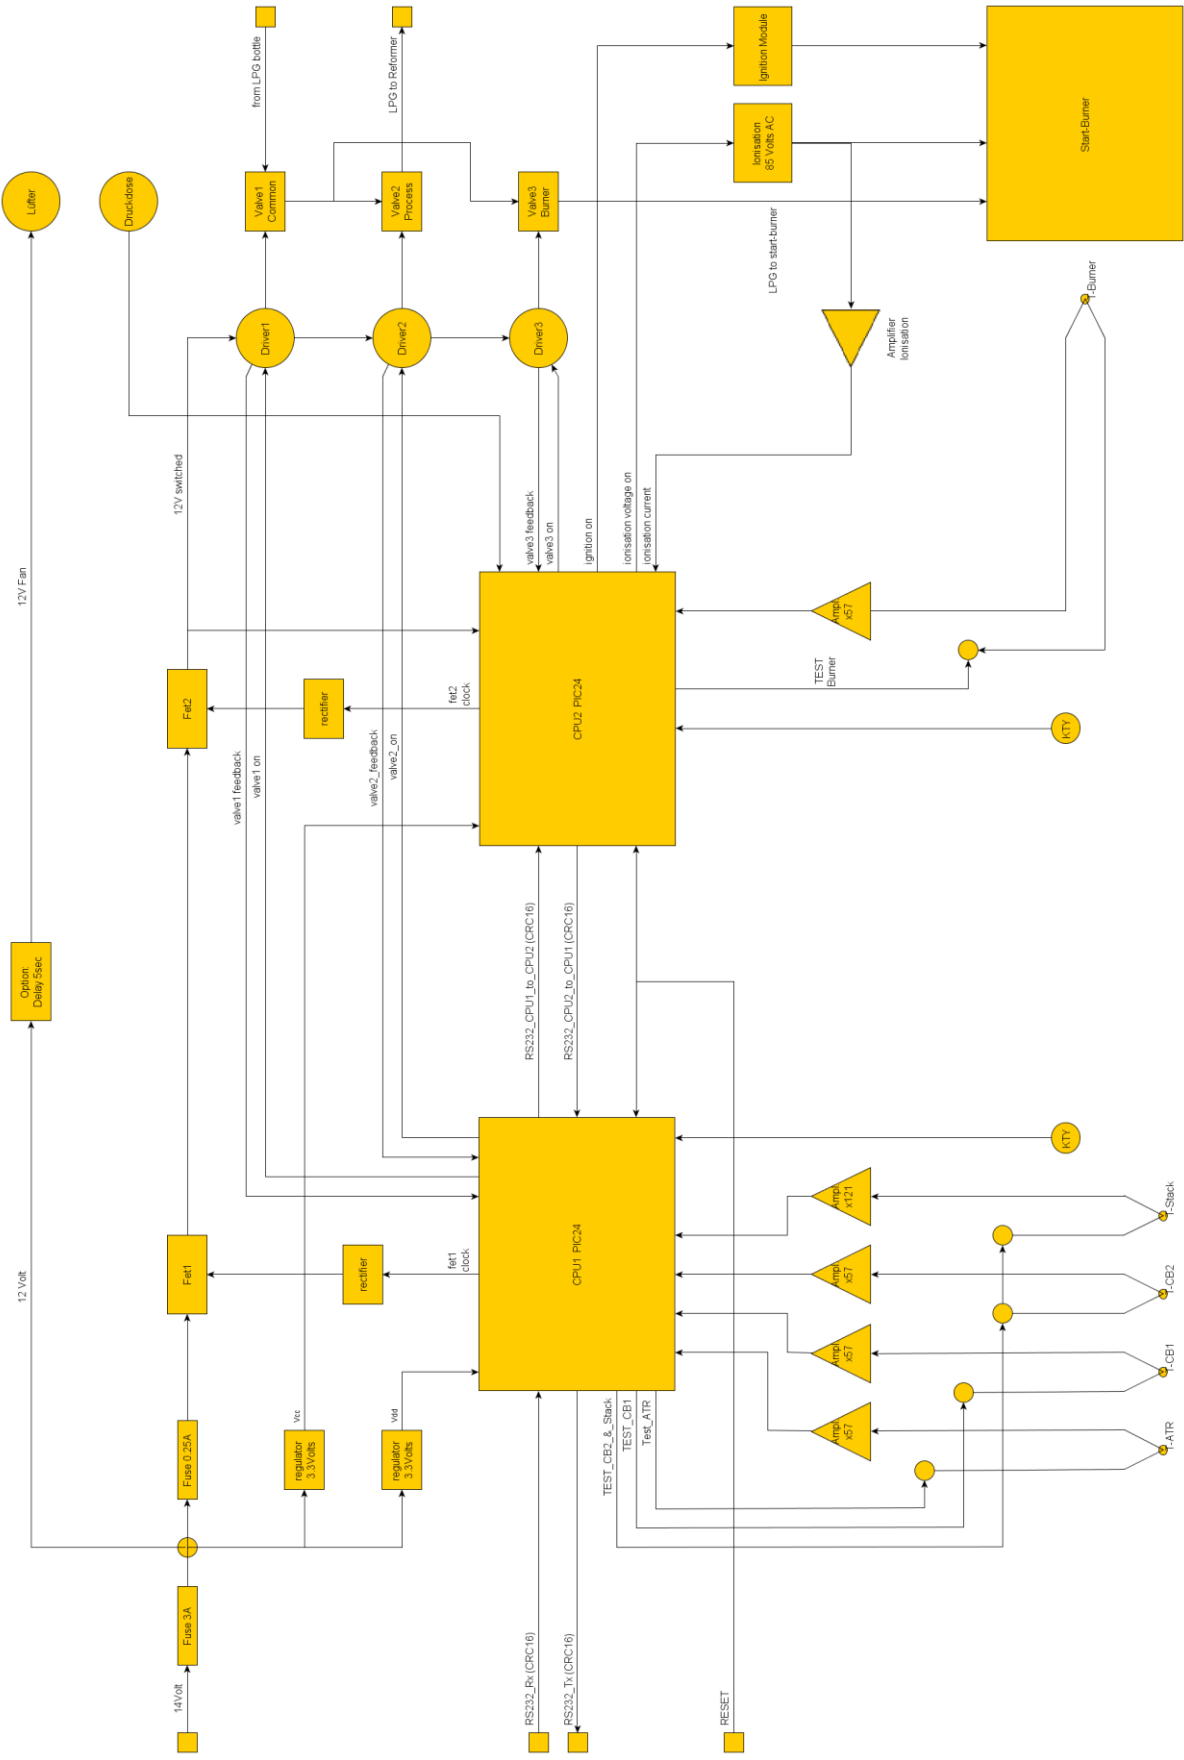 Lüfter
12V Fan
Option:
Delay 5sec
12 Volt
Druckdose
from LPG bottle
LPG to Reformer
Valve1
Common
Valve2
Process
Valve3
Burner
Driver1
Driver2
Driver3
12V switched
Fet2
rectifier
fet2
clock
valve1 feedback
valve1 on
valve2_feedback
valve2_on
valve3 feedback
valve3 on
ignition on
ionisation voltage on
ionisation current
Ignition Module
Ionisation
85 Volts AC
Start-Burner
LPG to start-burner
Amplifier
Ionisation
T-Burner
Ampl
x57
TEST
Burner
KTY
CPU2 PIC24
RS232_CPU1_to_CPU2 (CRC16)
RS232_CPU2_to_CPU1 (CRC16)
CPU1 PIC24
Fet1
rectifier
fet1
clock
Fuse 0.25A
Fuse 3A
14Volt
Vcc
regulator
3.3Volts
Vdd
regulator
3.3Volts
RS232_Rx (CRC16)
RS232_Tx (CRC16)
RESET
TEST_CB2_&_Stack
TEST_CB1
Test_ATR
KTY
Ampl
x121
Ampl
x57
Ampl
x57
Ampl
x57
T-Stack
T-CB2
T-CB1
T-ATR